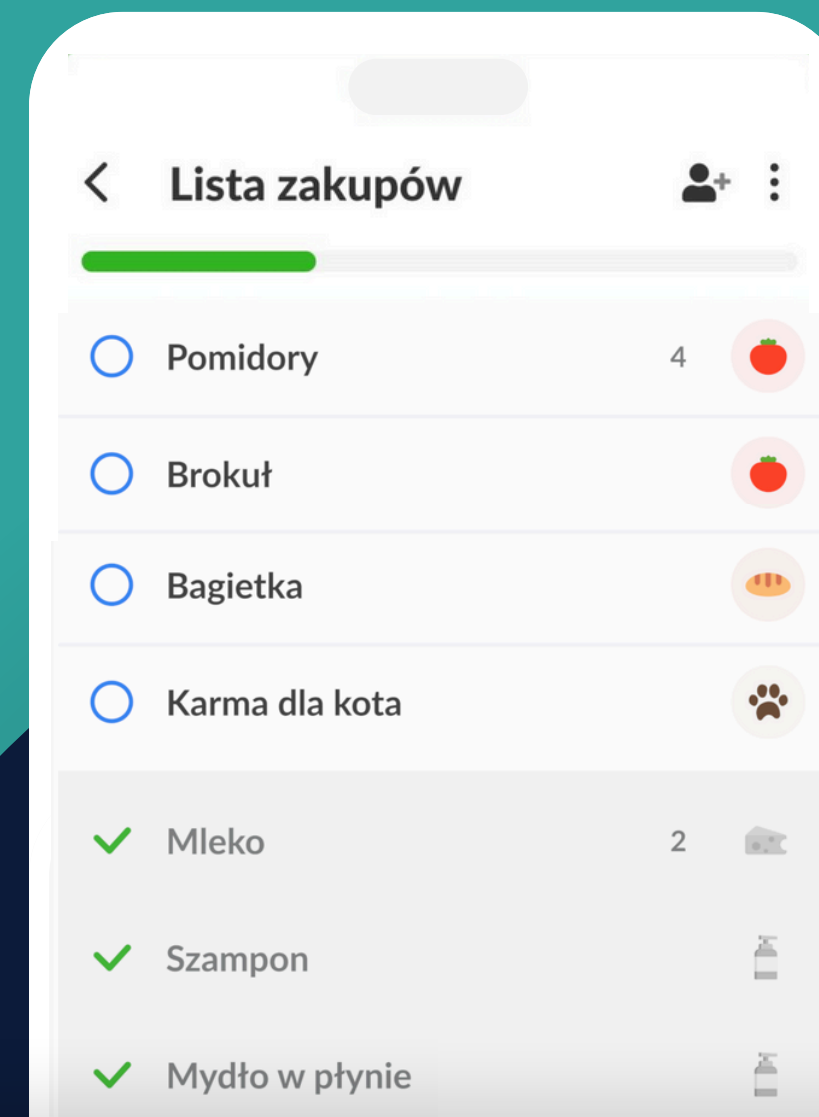 Lista zakupów
Pomidory 4
Brokuł
Bagietka
Karma dla kota
Mleko 2
Szampon
Mydło w płynie